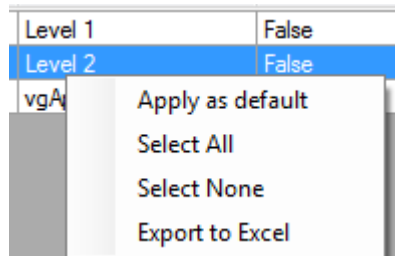 Level 1 False
Level 2 False
Apply as default
Select All
Select None
Export to Excel